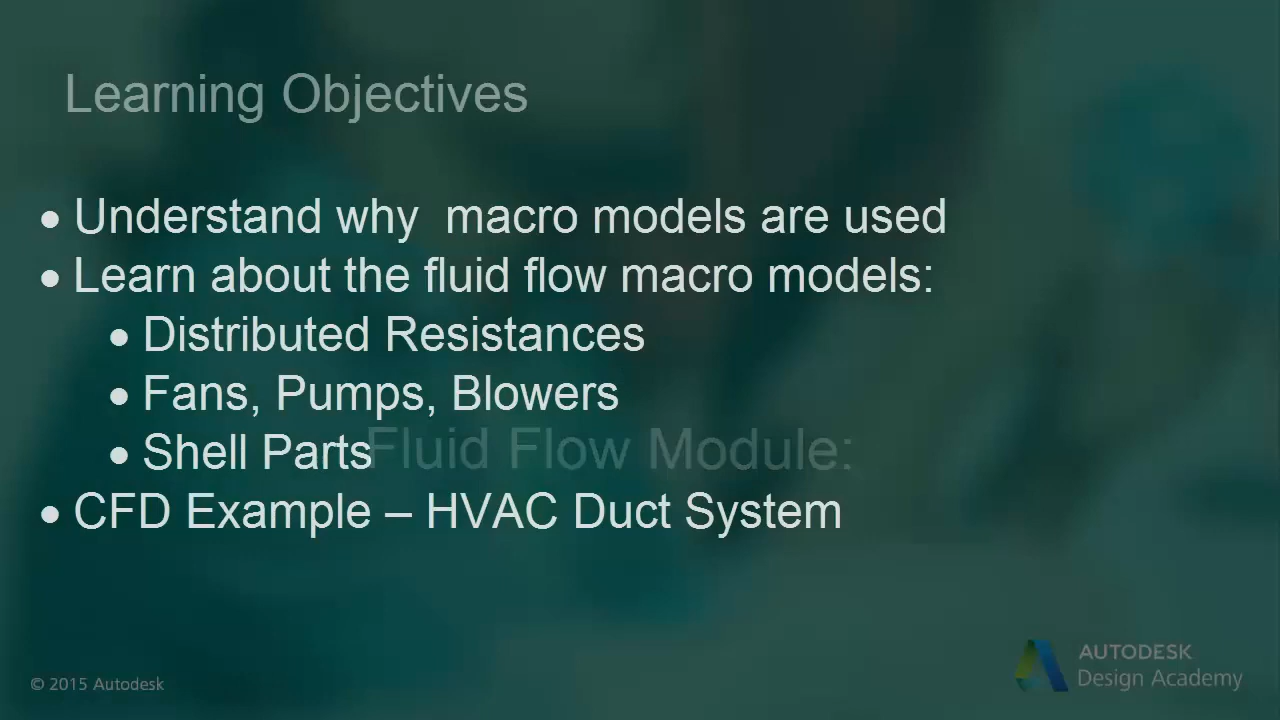 Learning Objectives
• Understand why  macro models are used
• Learn about the fluid flow macro models:
• Distributed Resistances
• Fans, Pumps, Blowers
• Shell Parts
Fluid Flow Module:
• CFD Example – HVAC Duct System
© 2015 Autodesk
AUTODESK
Design Academy